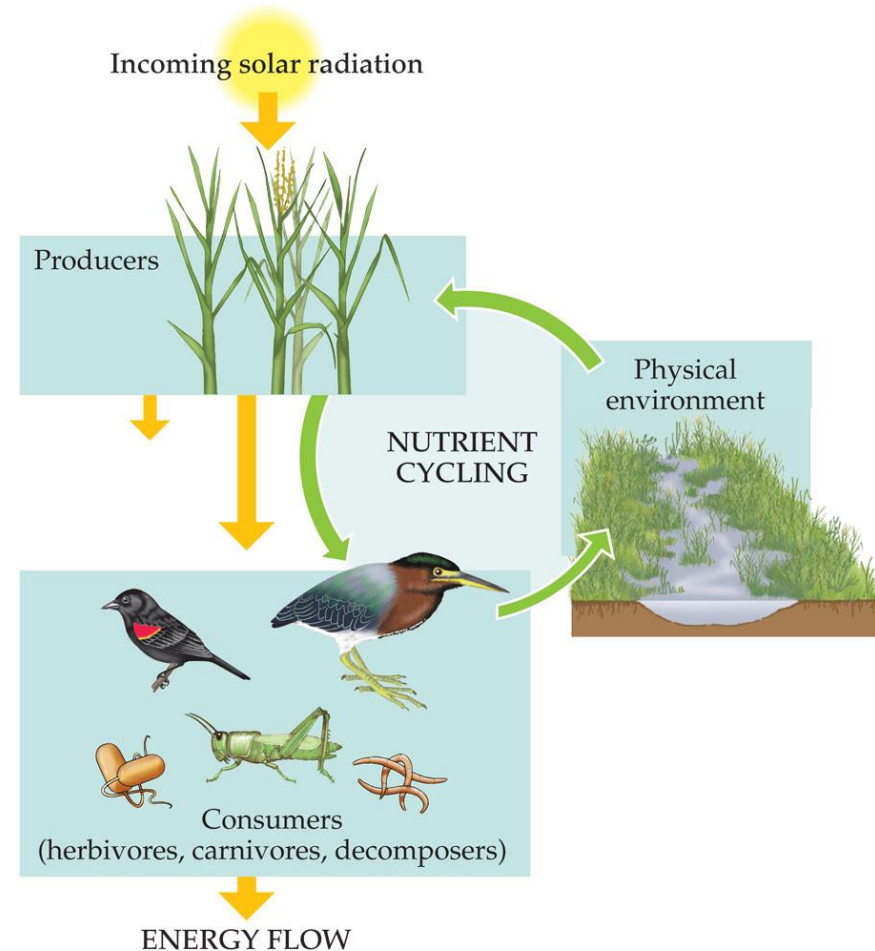 Incoming solar radiation
Producers
Physical
environment
NUTRIENT
CYCLING
Consumers
(herbivores, carnivores, decomposers)
ENERGY FLOW